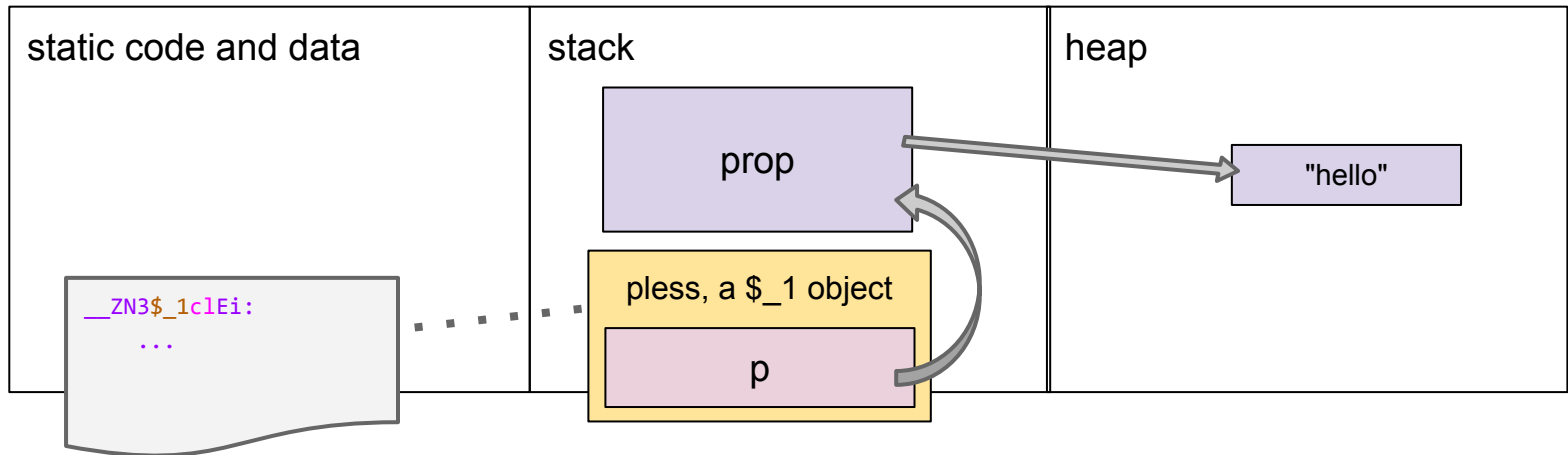 static code and data
stack
heap
prop
"hello"
pless, a $_1 object
p
__ZN3$_1clEi:
...